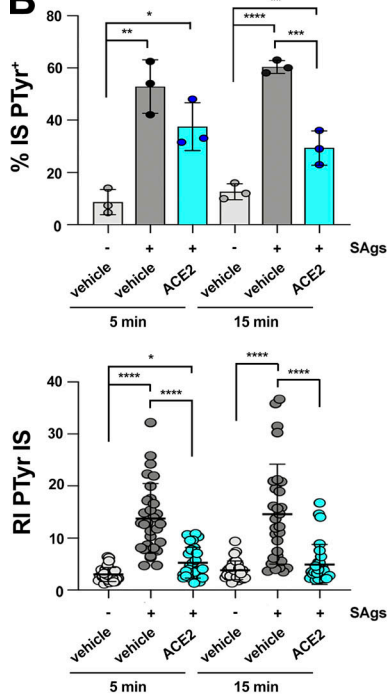 B
80
60
40
20
0
% IS PTyr+
*
**
****
***
- + + - + + SAgs
vehicle vehicle ACE2 vehicle vehicle ACE2
5 min 15 min
40
30
20
10
0
RI PTyr IS
*
****
****
****
****
- + + - + + SAgs
vehicle vehicle ACE2 vehicle vehicle ACE2
5 min 15 min